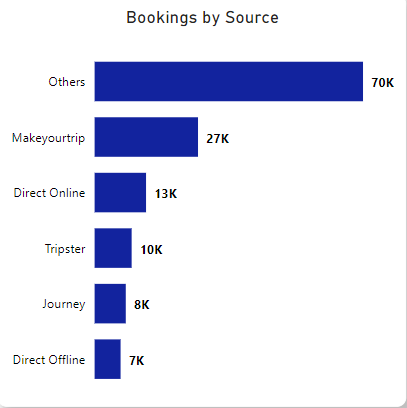 Bookings by Source
Others 70K
Makeyourtrip 27K
Direct Online 13K
Tripster 10K
Journey 8K
Direct Offline 7K